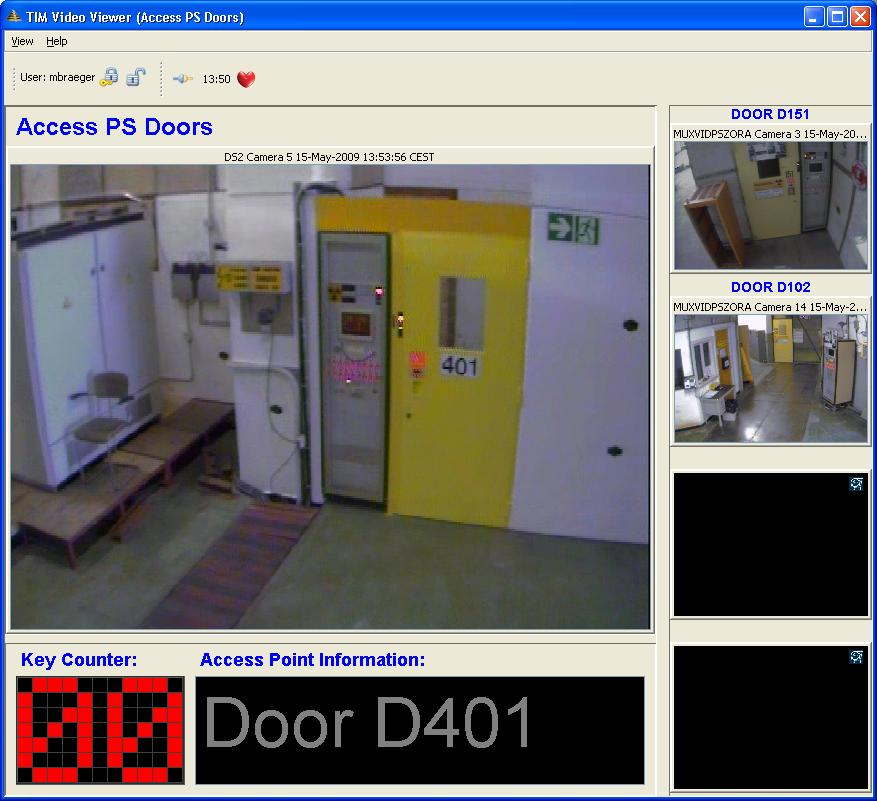 TIM Video Viewer (Access PS Doors)
View Help
User: mbraeger 13:50
Access PS Doors
DS2 Camera 5 15-May-2009 13:53:56 CEST
401
DOOR D151
MUXVIDPSZORA Camera 3 15-May-20...
151
DOOR D102
MUXVIDPSZORA Camera 14 15-May-2...
Key Counter:
00
Access Point Information:
Door D401